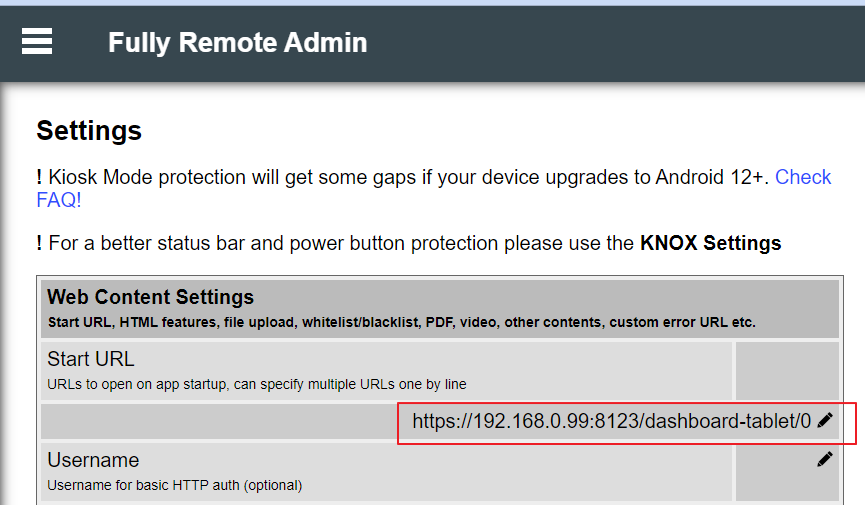 Fully Remote Admin
Settings
! Kiosk Mode protection will get some gaps if your device upgrades to Android 12+. Check
FAQ!
! For a better status bar and power button protection please use the KNOX Settings
Web Content Settings
Start URL, HTML features, file upload, whitelist/blacklist, PDF, video, other contents, custom error URL etc.
Start URL
URLs to open on app startup, can specify multiple URLs one by line
https://192.168.0.99:8123/dashboard-tablet/0
Username
Username for basic HTTP auth (optional)